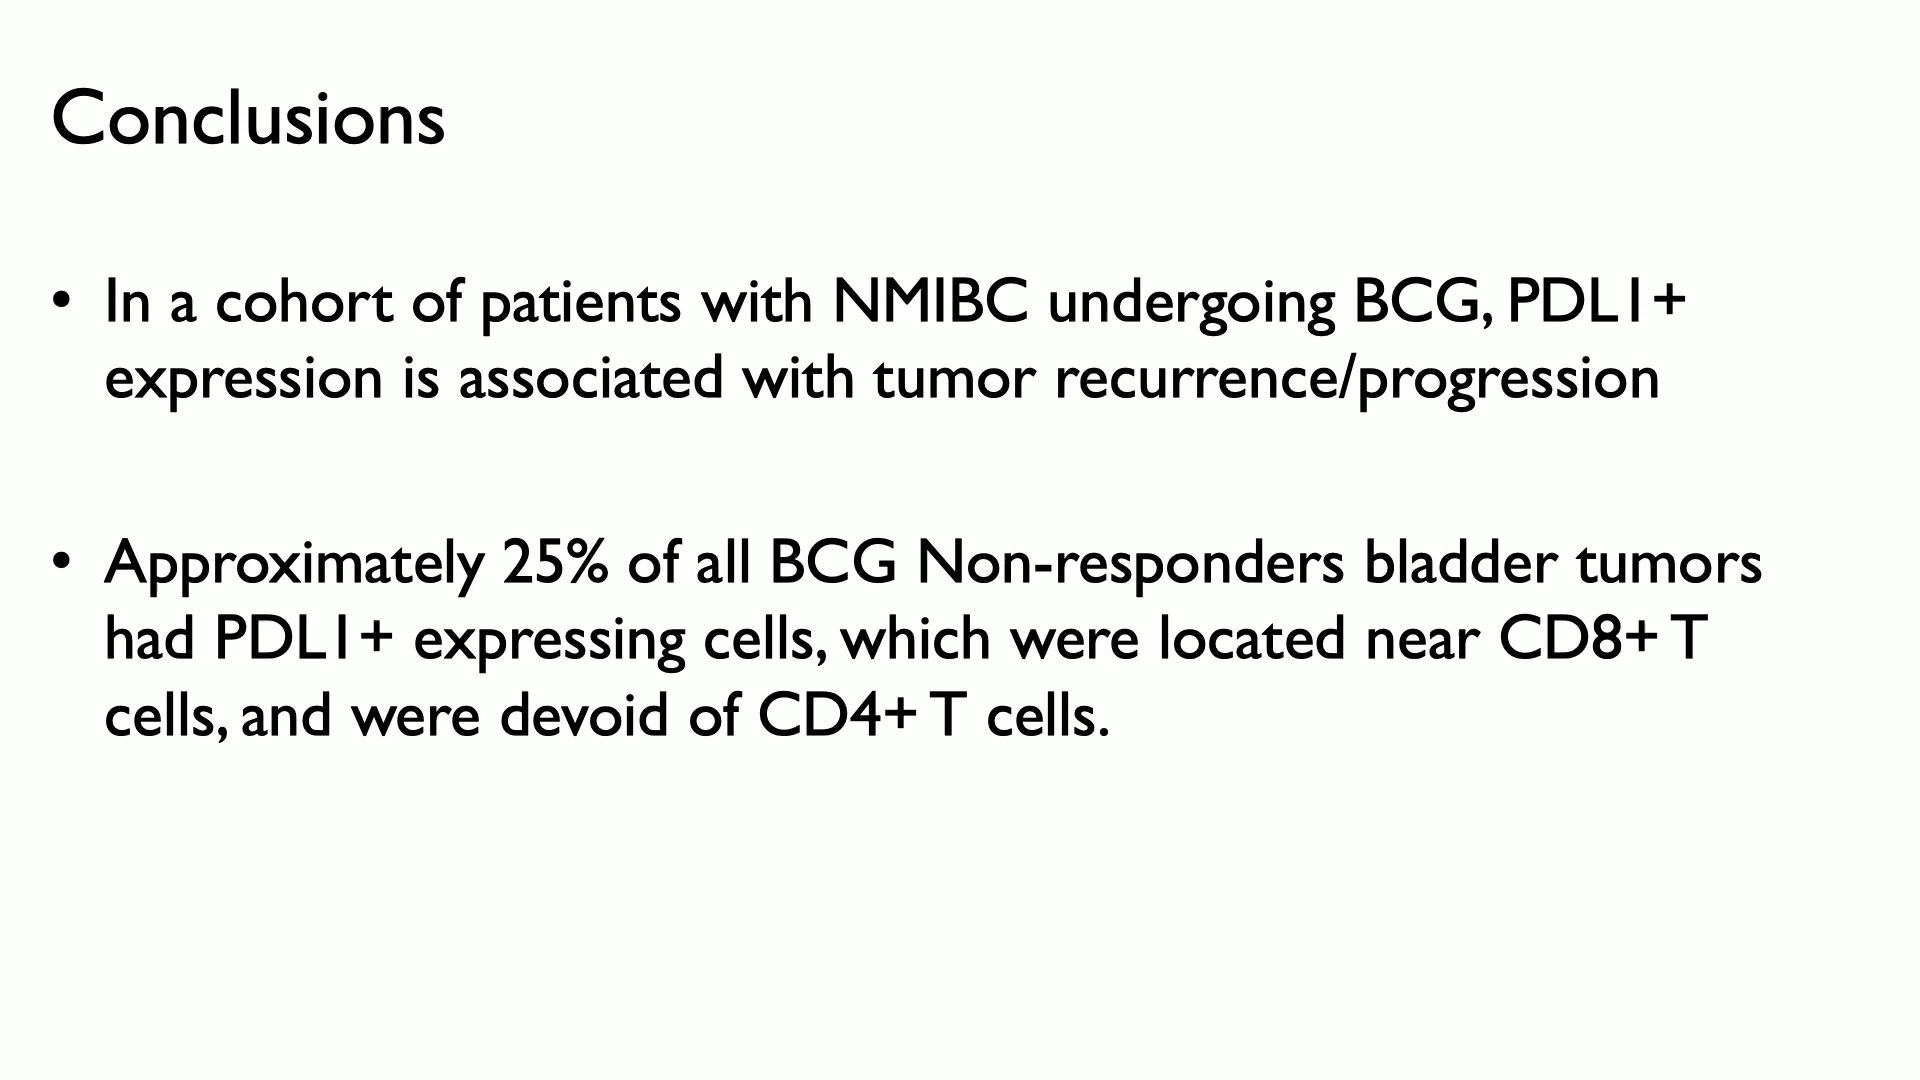 Conclusions
• In a cohort of patients with NMIBC undergoing BCG, PDL1+
expression is associated with tumor recurrence/progression
• Approximately 25% of all BCG Non-responders bladder tumors
had PDL1+ expressing cells, which were located near CD8+ T
cells, and were devoid of CD4+ T cells.